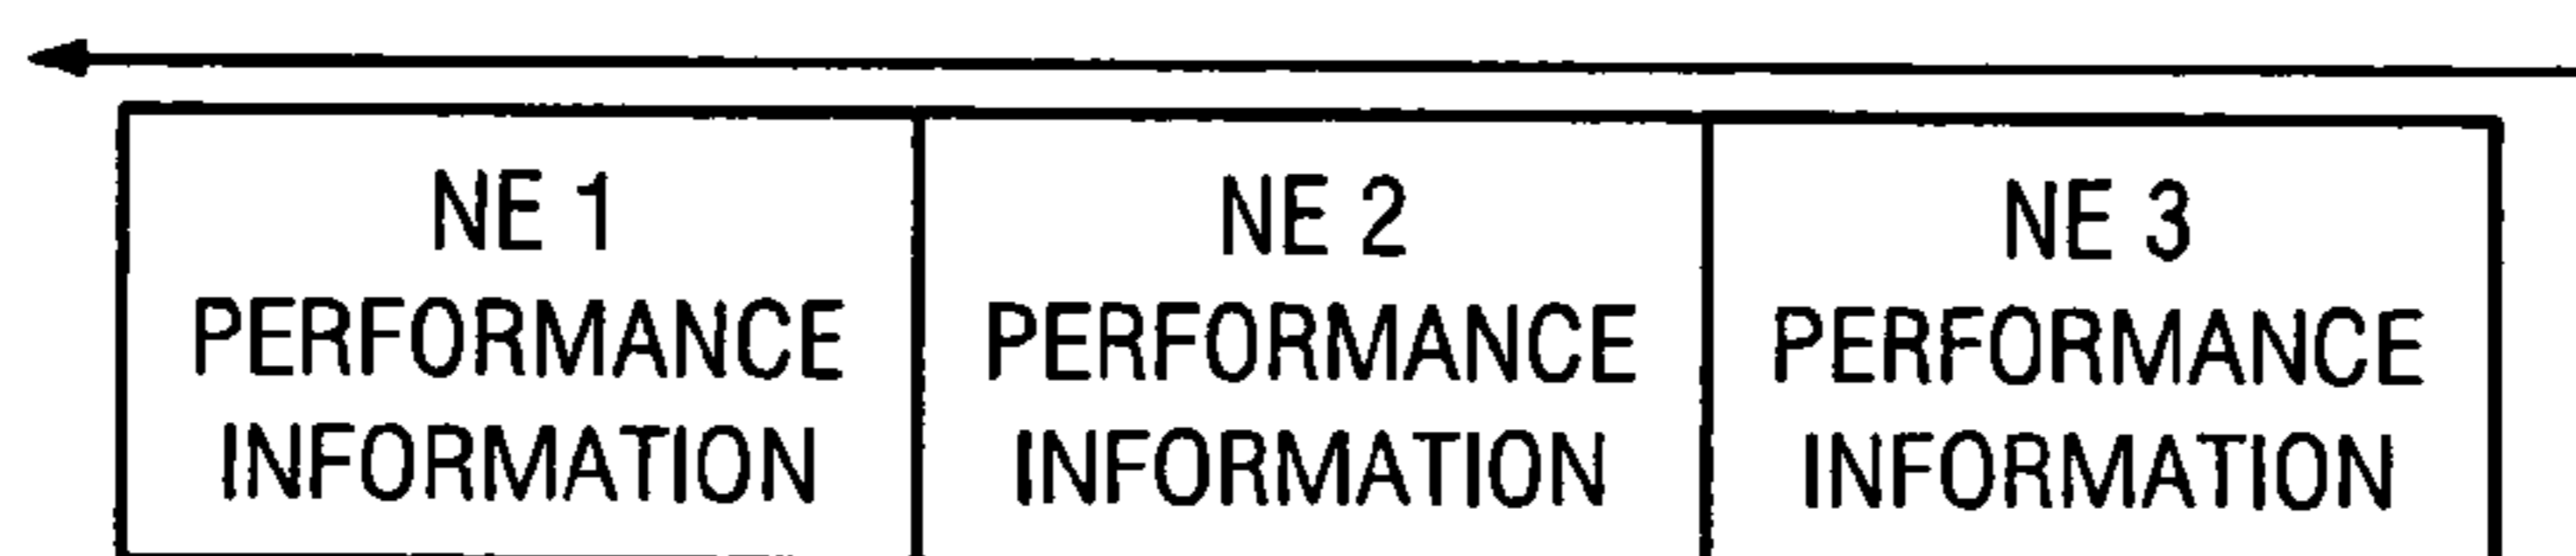 NE 1
PERFORMANCE
INFORMATION
NE 2
PERFORMANCE
INFORMATION
NE 3
PERFORMANCE
INFORMATION